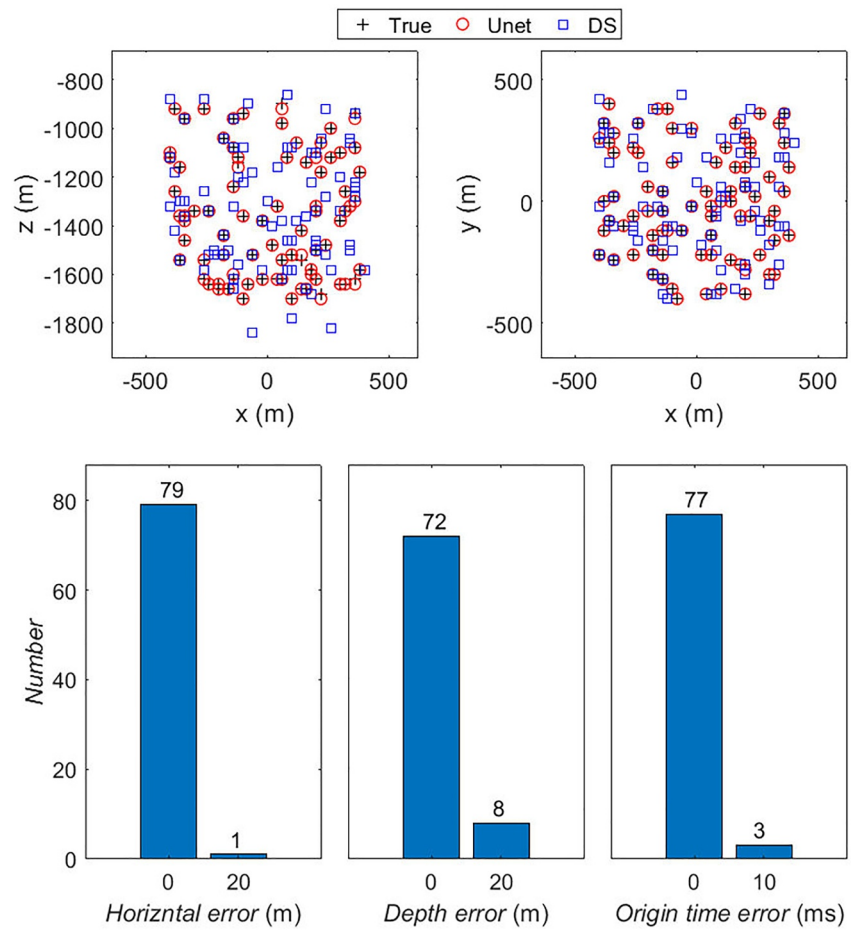 True Unet DS
-800
-1000
-1200
-1400
-1600
-1800
z (m)
-500 0 500
x (m)
500
0
-500
y (m)
-500 0 500
x (m)
80
60
40
20
0
Number
79
1
0 20
Horizntal error (m)
72
8
0 20
Depth error (m)
77
3
0 10
Origin time error (ms)